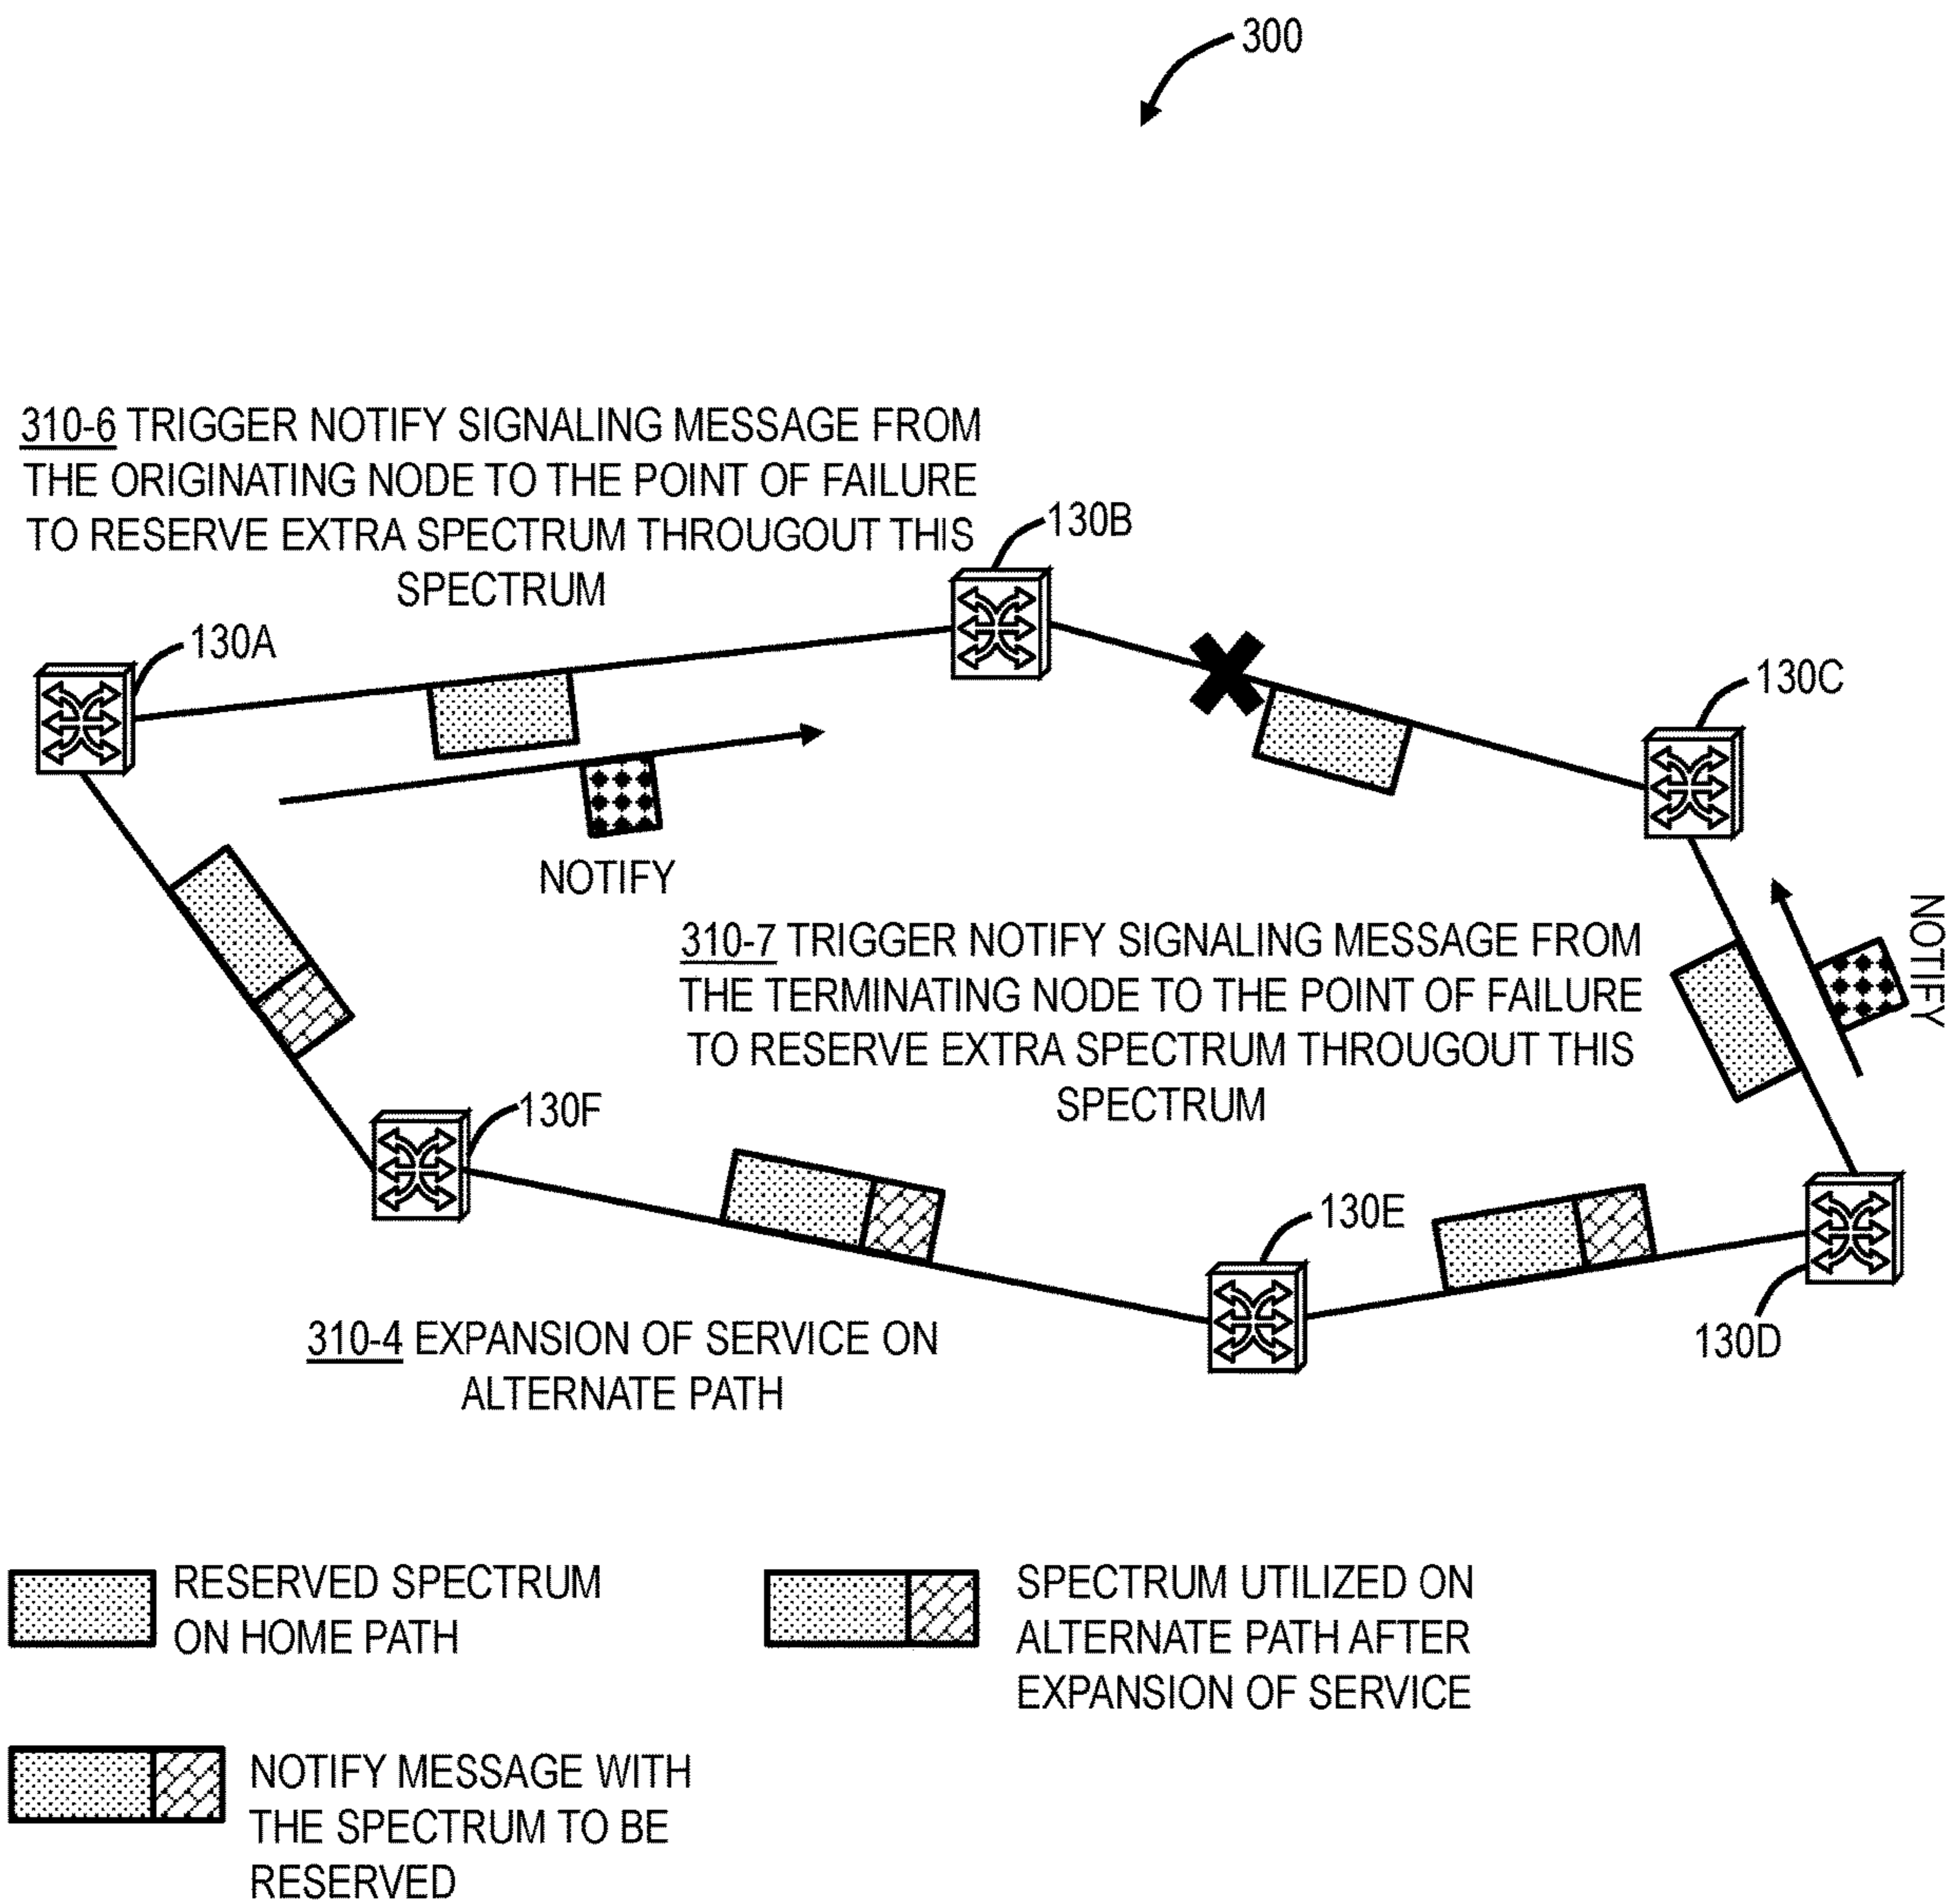 300
310-6 TRIGGER NOTIFY SIGNALING MESSAGE FROM
THE ORIGINATING NODE TO THE POINT OF FAILURE
TO RESERVE EXTRA SPECTRUM THROUGOUT THIS
SPECTRUM
130B
130A
130C
NOTIFY
310-7 TRIGGER NOTIFY SIGNALING MESSAGE FROM
THE TERMINATING NODE TO THE POINT OF FAILURE
TO RESERVE EXTRA SPECTRUM THROUGOUT THIS
SPECTRUM
NOTIFY
130F
130E
130D
310-4 EXPANSION OF SERVICE ON
ALTERNATE PATH
RESERVED SPECTRUM
ON HOME PATH
SPECTRUM UTILIZED ON
ALTERNATE PATH AFTER
EXPANSION OF SERVICE
NOTIFY MESSAGE WITH
THE SPECTRUM TO BE
RESERVED